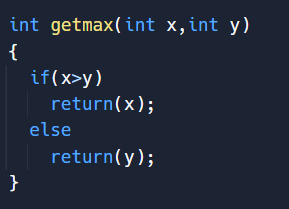 int getmax(int x,int y)
{
  if(x>y)
    return(x);
  else
    return(y);
}